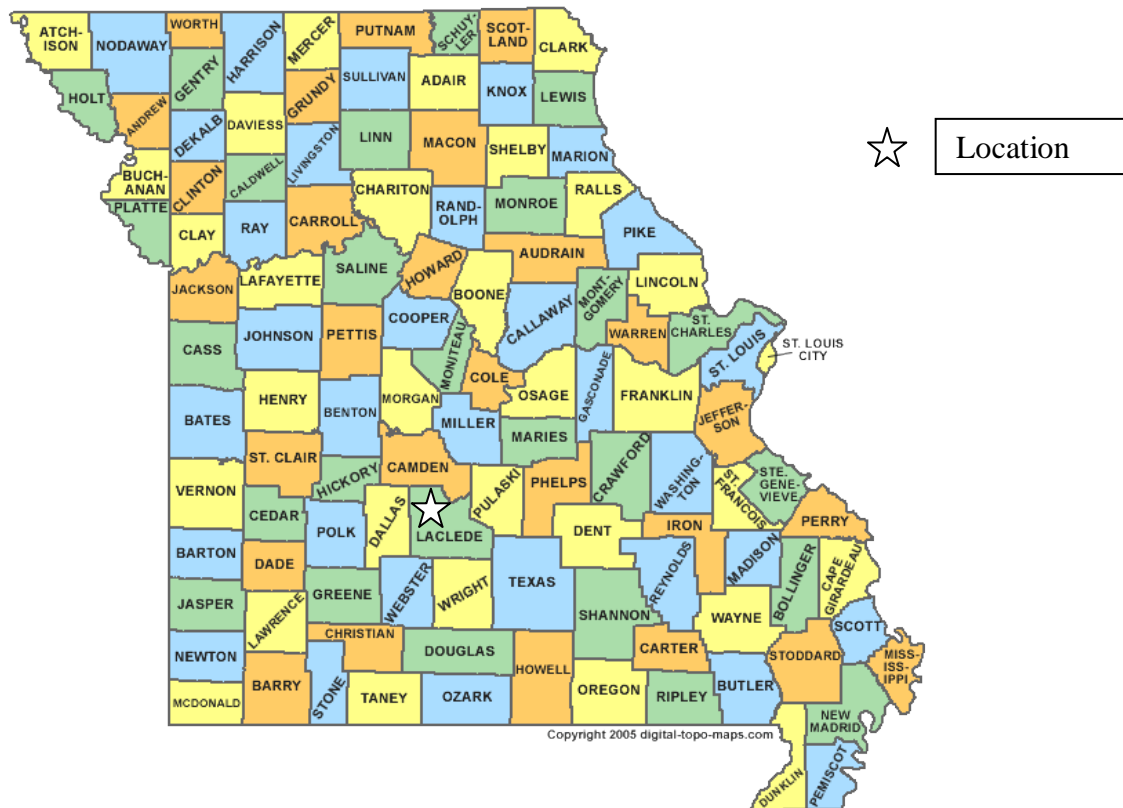 ATCH-
ISON
NODAWAY
WORTH
HARRISON
MERCER
PUTNAM
SCHUY-
LER
SCOT-
LAND
CLARK
HOLT
ANDREW
GENTRY
DEKALB
DAVIESS
GRUNDY
SULLIVAN
ADAIR
KNOX
LEWIS
LIVINGSTON
LINN
MACON
SHELBY
MARION
Location
BUCH-
ANAN
CLINTON
CALDWELL
PLATTE
CLAY
RAY
CARROLL
CHARITON
RAND-
OLPH
MONROE
RALLS
PIKE
AUDRAIN
JACKSON
LAFAYETTE
SALINE
HOWARD
BOONE
CALLAWAY
MONT-
GOMERY
LINCOLN
WARREN
ST.
CHARLES
ST. LOUIS
ST. LOUIS
CITY
CASS
JOHNSON
PETTIS
COOPER
MONITEAU
COLE
OSAGE
GASCONADE
FRANKLIN
JEFFER-
SON
BATES
HENRY
BENTON
MORGAN
MILLER
MARIES
ST. CLAIR
HICKORY
CAMDEN
PULASKI
PHELPS
CRAWFORD
WASHING-
TON
ST.
FRANCOIS
STE.
GENE-
VIEVE
PERRY
VERNON
CEDAR
POLK
DALLAS
LACLEDE
DENT
IRON
MADISON
BOLLINGER
CAPE
GIRARDEAU
BARTON
DADE
GREENE
WEBSTER
WRIGHT
TEXAS
SHANNON
REYNOLDS
WAYNE
SCOTT
JASPER
LAWRENCE
CHRISTIAN
DOUGLAS
HOWELL
CARTER
STODDARD
MISS-
ISS-
IPPI
NEWTON
BARRY
STONE
TANEY
OZARK
OREGON
RIPLEY
BUTLER
NEW
MADRID
MCDONALD
DUNKLIN
PEMISCOT
Copyright 2005 digital-topo-maps.com